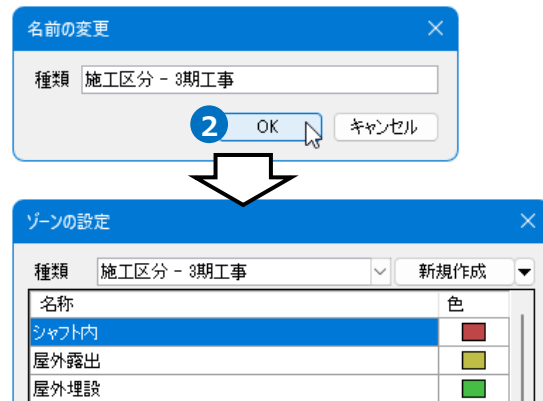 名前の変更
種類 施工区分 - 3期工事
2 OK キャンセル
ゾーンの設定
種類 施工区分 - 3期工事 新規作成
名称 色
シャフト内
屋外露出
屋外埋設